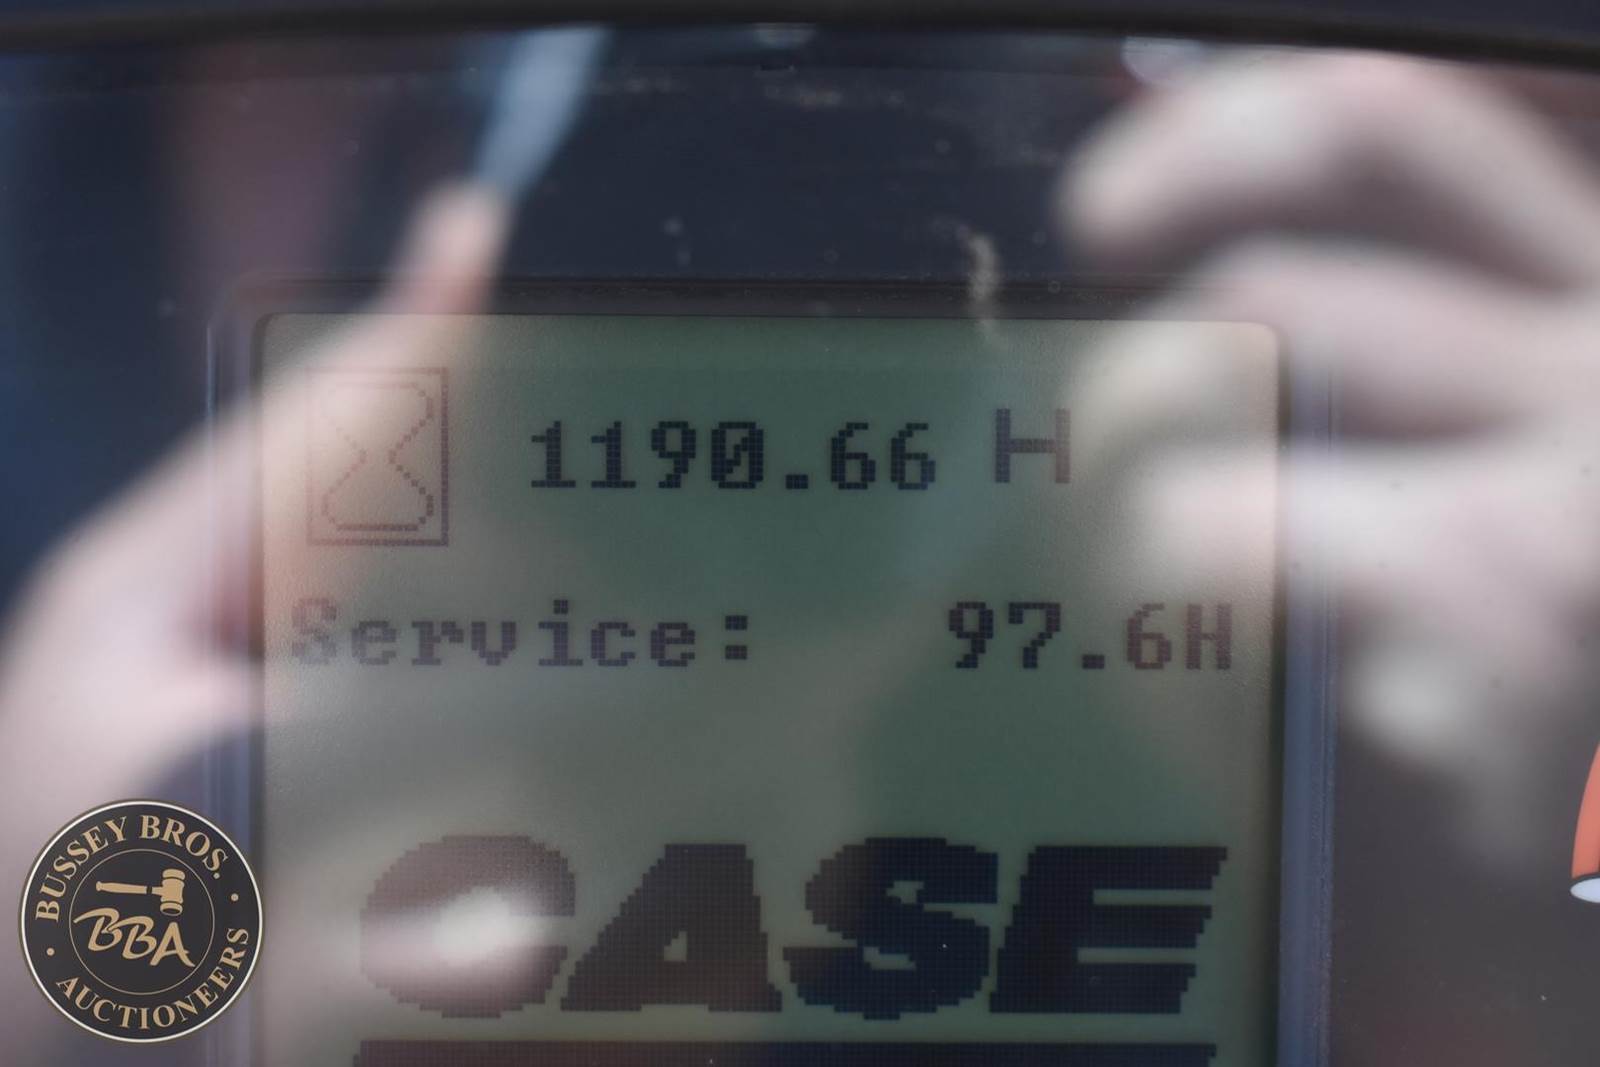 1190.66 H
Service: 97.6H
CASE
BUSSEY BROS.
BBA
AUCTIONEERS